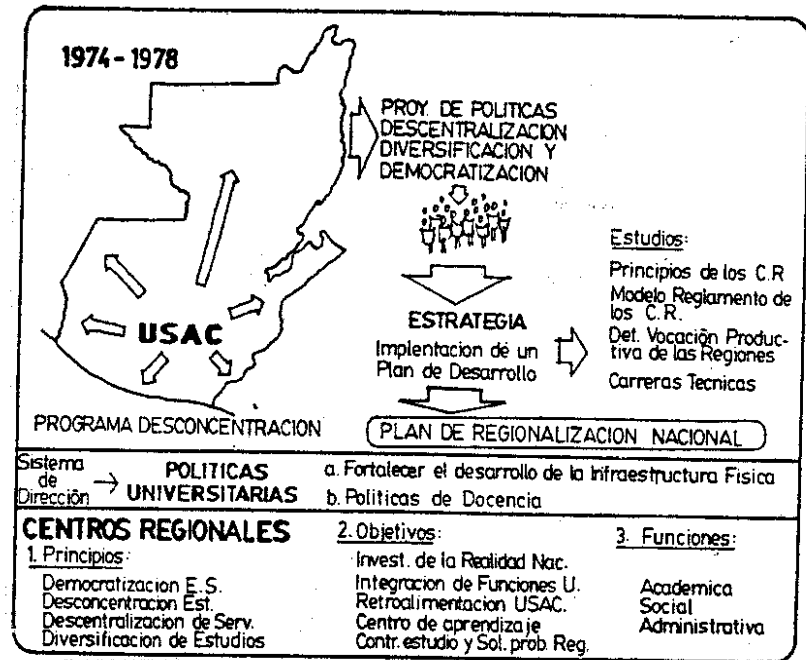 1974-1978
PROY. DE POLITICAS
DESCENTRALIZACION
DIVERSIFICACION Y
DEMOCRATIZACION
USAC
PROGRAMA DESCONCENTRACION
ESTRATEGIA
Implentacion de un
Plan de Desarrollo
Estudios:
Principios de los C.R
Modelo Reglamento de
los C.R.
Det. Vocación Produc-
tiva de las Regiones
Carreras Tecnicas
PLAN DE REGIONALIZACION NACIONAL
Sistema
de
Dirección
POLITICAS
UNIVERSITARIAS
a. Fortalecer el desarrollo de la Infraestructura Fisica
b. Politicas de Docencia
CENTROS REGIONALES
1. Principios:
Democratizacion E.S.
Desconcentracion Est.
Descentralizacion de Serv.
Diversificacion de Estudios
2. Objetivos:
Invest. de la Realidad Nac.
Integracion de Funciones U.
Retroalimentacion USAC.
Centro de aprendizaje
Contr. estudio y Sol. prob. Reg.
3. Funciones:
Academica
Social
Administrativa